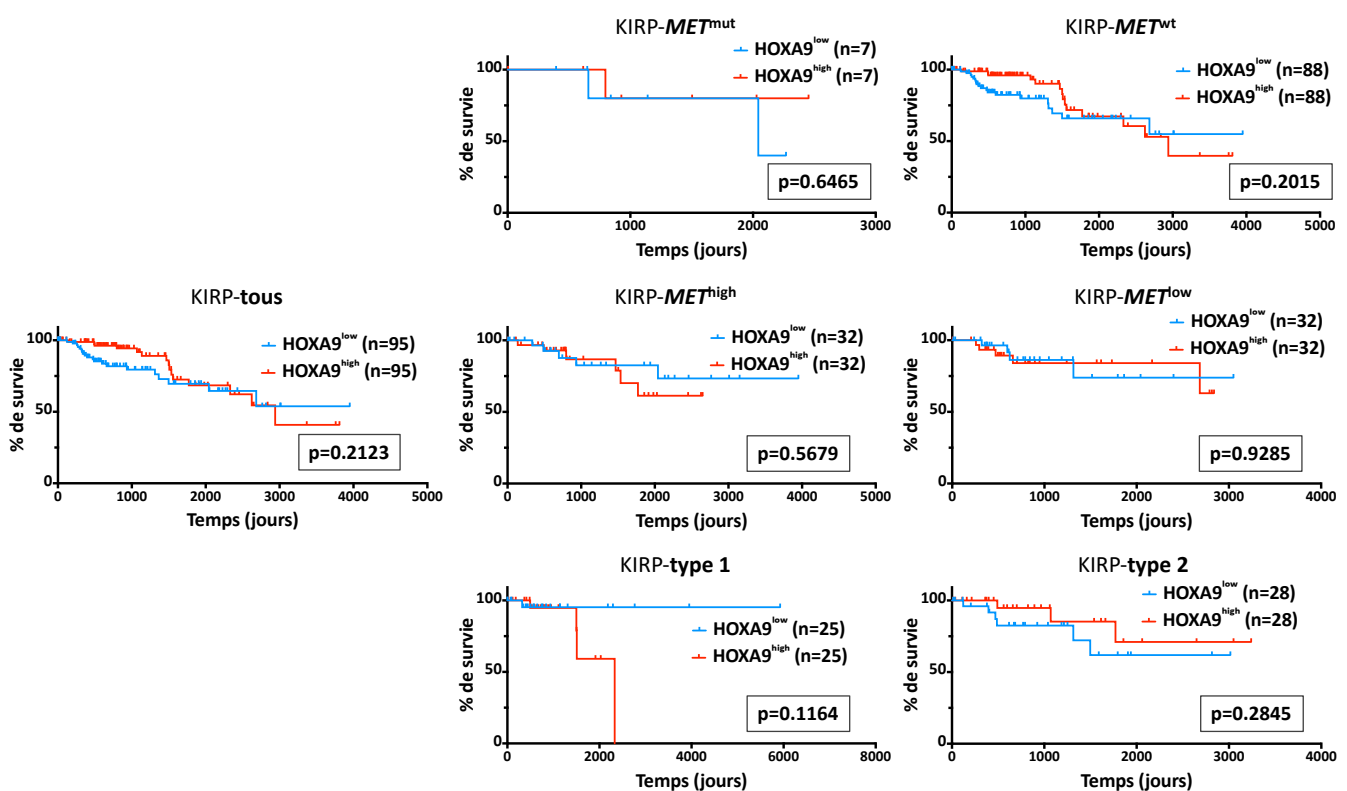 KIRP-METmut
HOXA9low (n=7)
HOXA9high (n=7)
% de survie
100
50
0
p=0.6465
0 1000 2000 3000
Temps (jours)
KIRP-METwt
HOXA9low (n=88)
HOXA9high (n=88)
% de survie
100
50
0
p=0.2015
0 1000 2000 3000 4000 5000
Temps (jours)
KIRP-tous
HOXA9low (n=95)
HOXA9high (n=95)
% de survie
100
50
0
p=0.2123
0 1000 2000 3000 4000 5000
Temps (jours)
KIRP-METhigh
HOXA9low (n=32)
HOXA9high (n=32)
% de survie
100
50
0
p=0.5679
0 1000 2000 3000 4000 5000
Temps (jours)
KIRP-METlow
HOXA9low (n=32)
HOXA9high (n=32)
% de survie
100
50
0
p=0.9285
0 1000 2000 3000 4000
Temps (jours)
KIRP-type 1
HOXA9low (n=25)
HOXA9high (n=25)
% de survie
100
50
0
p=0.1164
0 2000 4000 6000 8000
Temps (jours)
KIRP-type 2
HOXA9low (n=28)
HOXA9high (n=28)
% de survie
100
50
0
p=0.2845
0 1000 2000 3000 4000
Temps (jours)